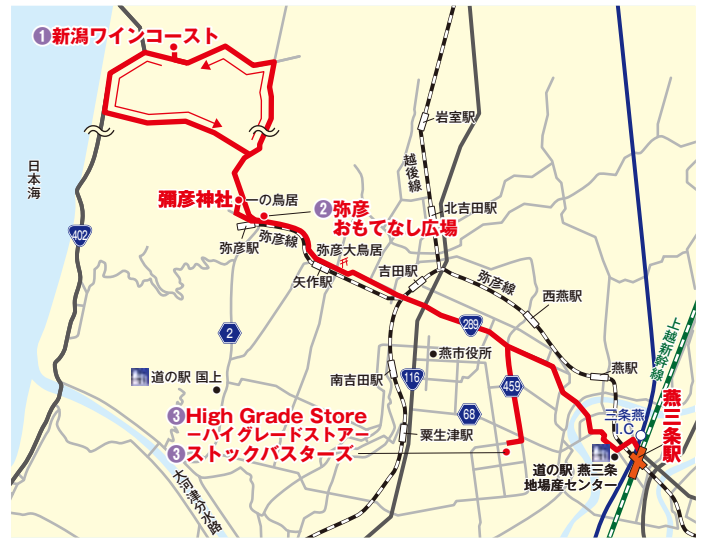 ❶新潟ワインコースト
日本海
402
岩室駅
越後線
彌彦神社
一の鳥居
❷弥彦
おもてなし広場
北吉田駅
弥彦駅
弥彦線
弥彦大鳥居
矢作駅
吉田駅
弥彦線
西燕駅
上越新幹線
2
289
燕市役所
道の駅 国上
南吉田駅
116
459
燕駅
68
三条燕
I.C
燕三条駅
❸High Grade Store
ーハイグレードストアー
❸ストックバスターズ
粟生津駅
大河津分水路
道の駅 燕三条
地場産センター